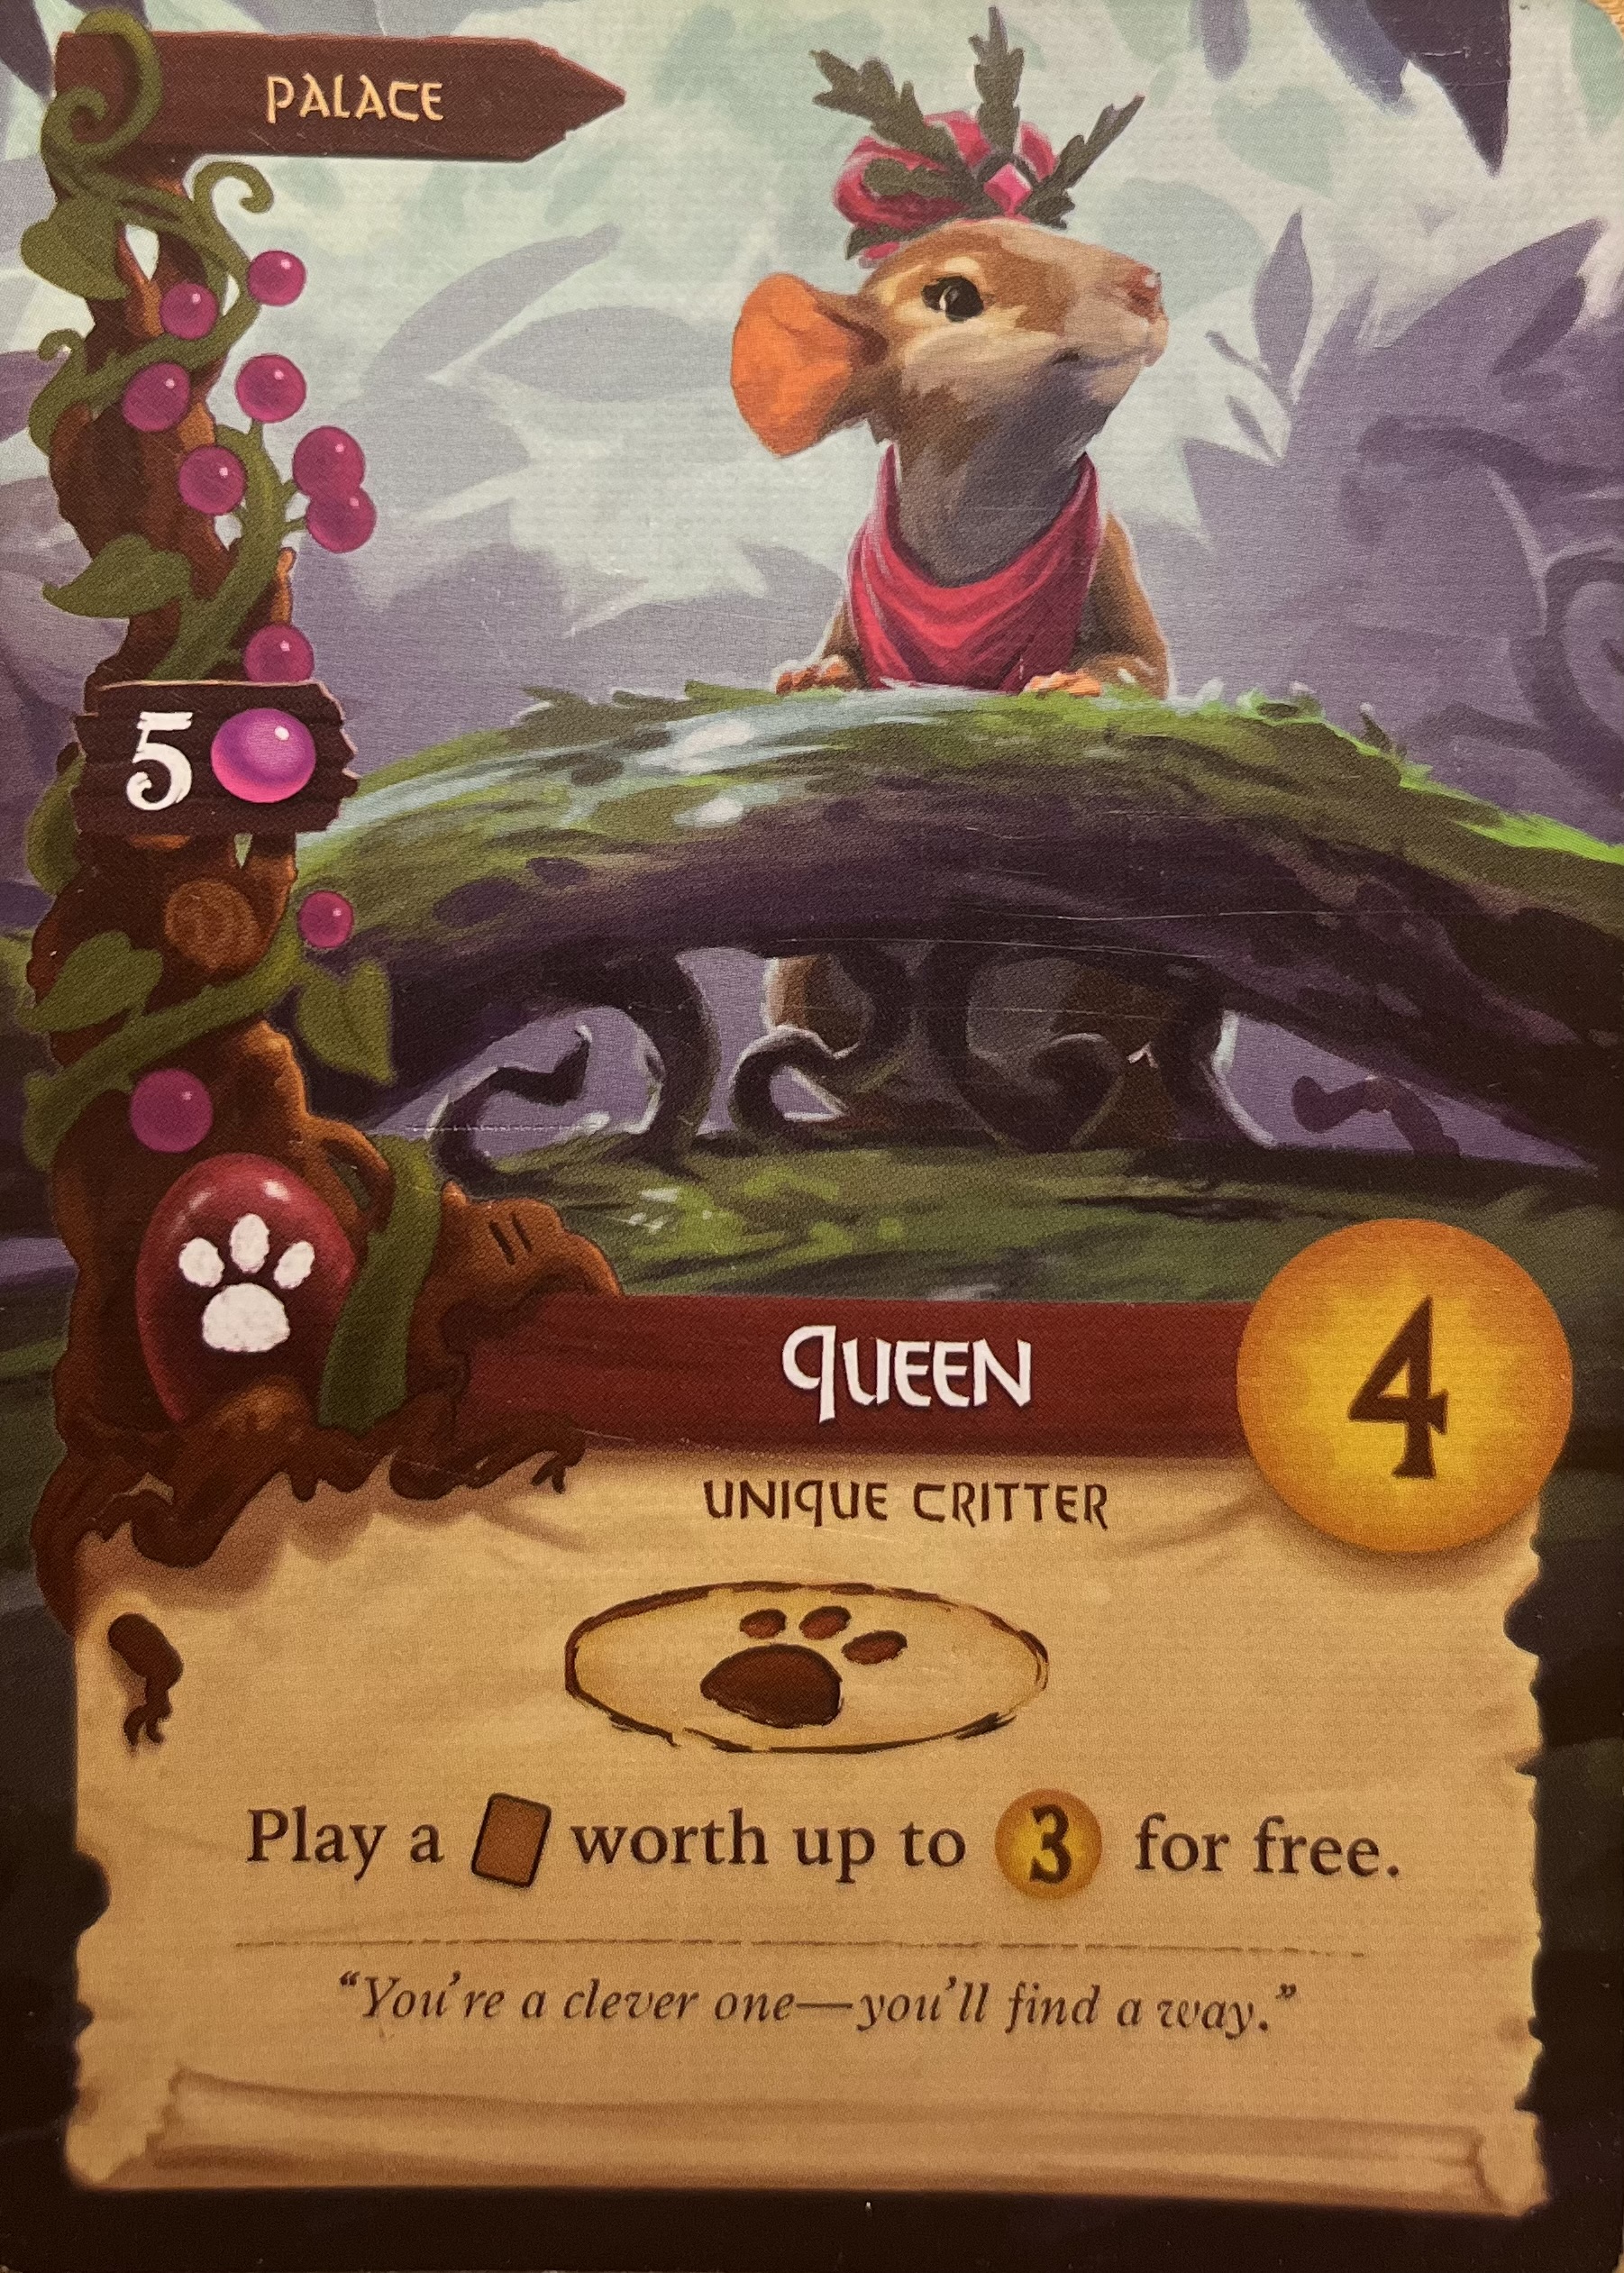 PALACE
5
QUEEN
4
UNIQUE CRITTER
Play a worth up to 3 for free.
“You’re a clever one—you’ll find a way.”